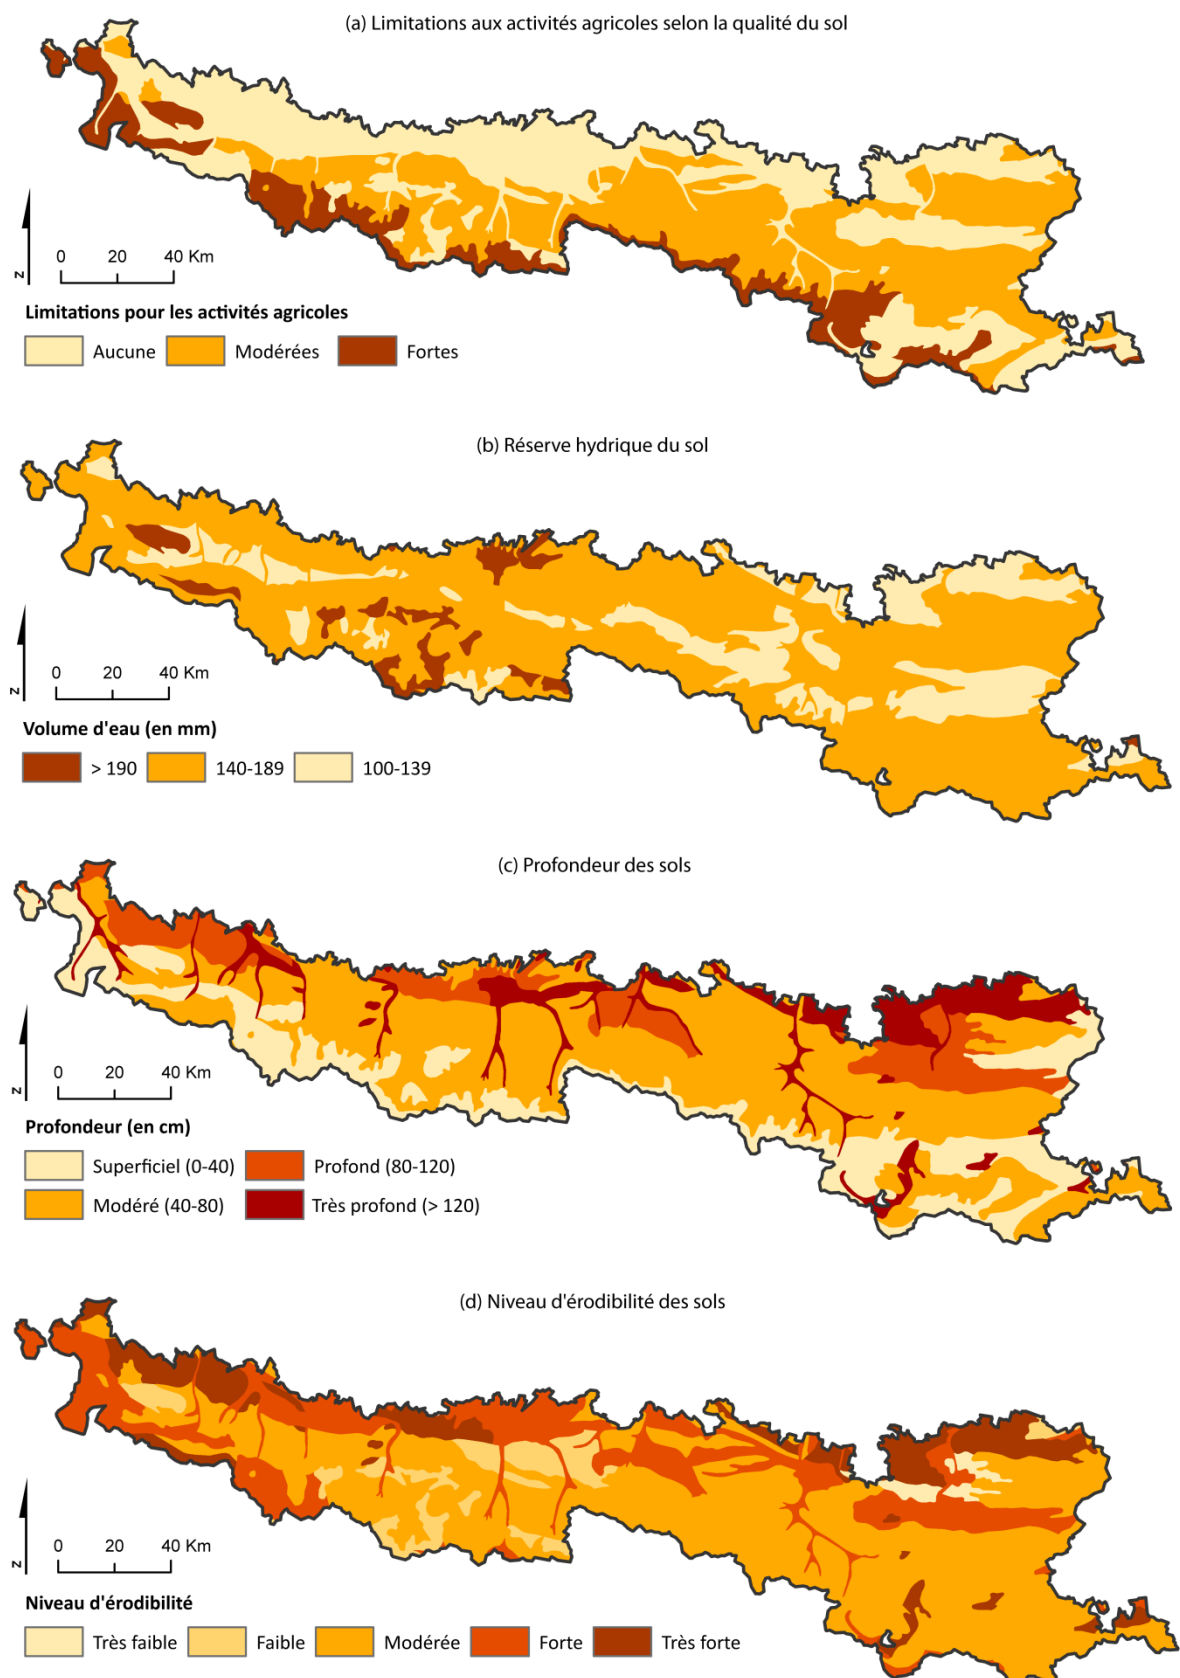 (a) Limitations aux activités agricoles selon la qualité du sol
N
0 20 40 Km
Limitations pour les activités agricoles
Aucune Modérées Fortes
(b) Réserve hydrique du sol
N
0 20 40 Km
Volume d'eau (en mm)
> 190 140-189 100-139
(c) Profondeur des sols
N
0 20 40 Km
Profondeur (en cm)
Superficiel (0-40) Profond (80-120)
Modéré (40-80) Très profond (> 120)
(d) Niveau d'érodibilité des sols
N
0 20 40 Km
Niveau d'érodibilité
Très faible Faible Modérée Forte Très forte